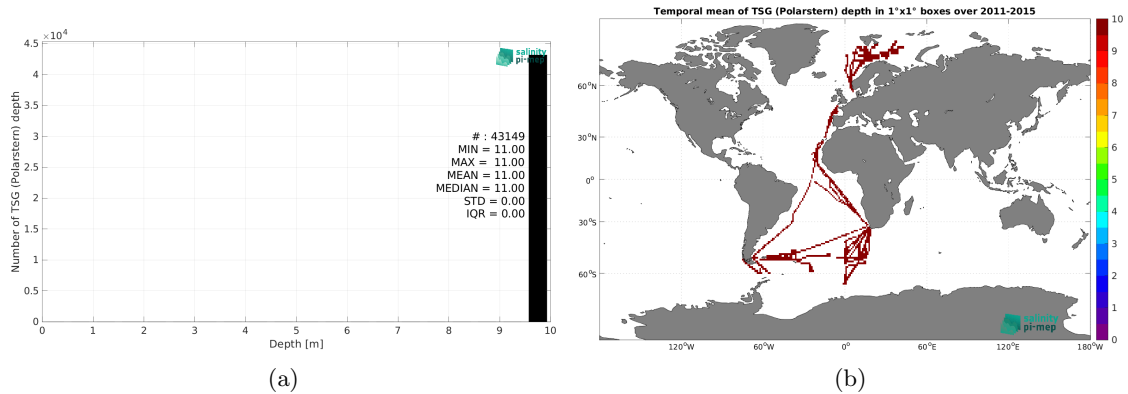 4.5 ×10⁴
salinity
pi-mep
4
3.5
3
2.5
2
1.5
1
0.5
0
Number of TSG (Polarstern) depth
# : 43149
MIN = 11.00
MAX = 11.00
MEAN = 11.00
MEDIAN = 11.00
STD = 0.00
IQR = 0.00
0 1 2 3 4 5 6 7 8 9 10
Depth [m]
(a)
Temporal mean of TSG (Polarstern) depth in 1°x1° boxes over 2011-2015
60°N
30°N
0°
30°S
60°S
120°W 60°W 0° 60°E 120°E 180°W
salinity
pi-mep
10
9
8
7
6
5
4
3
2
1
0
(b)